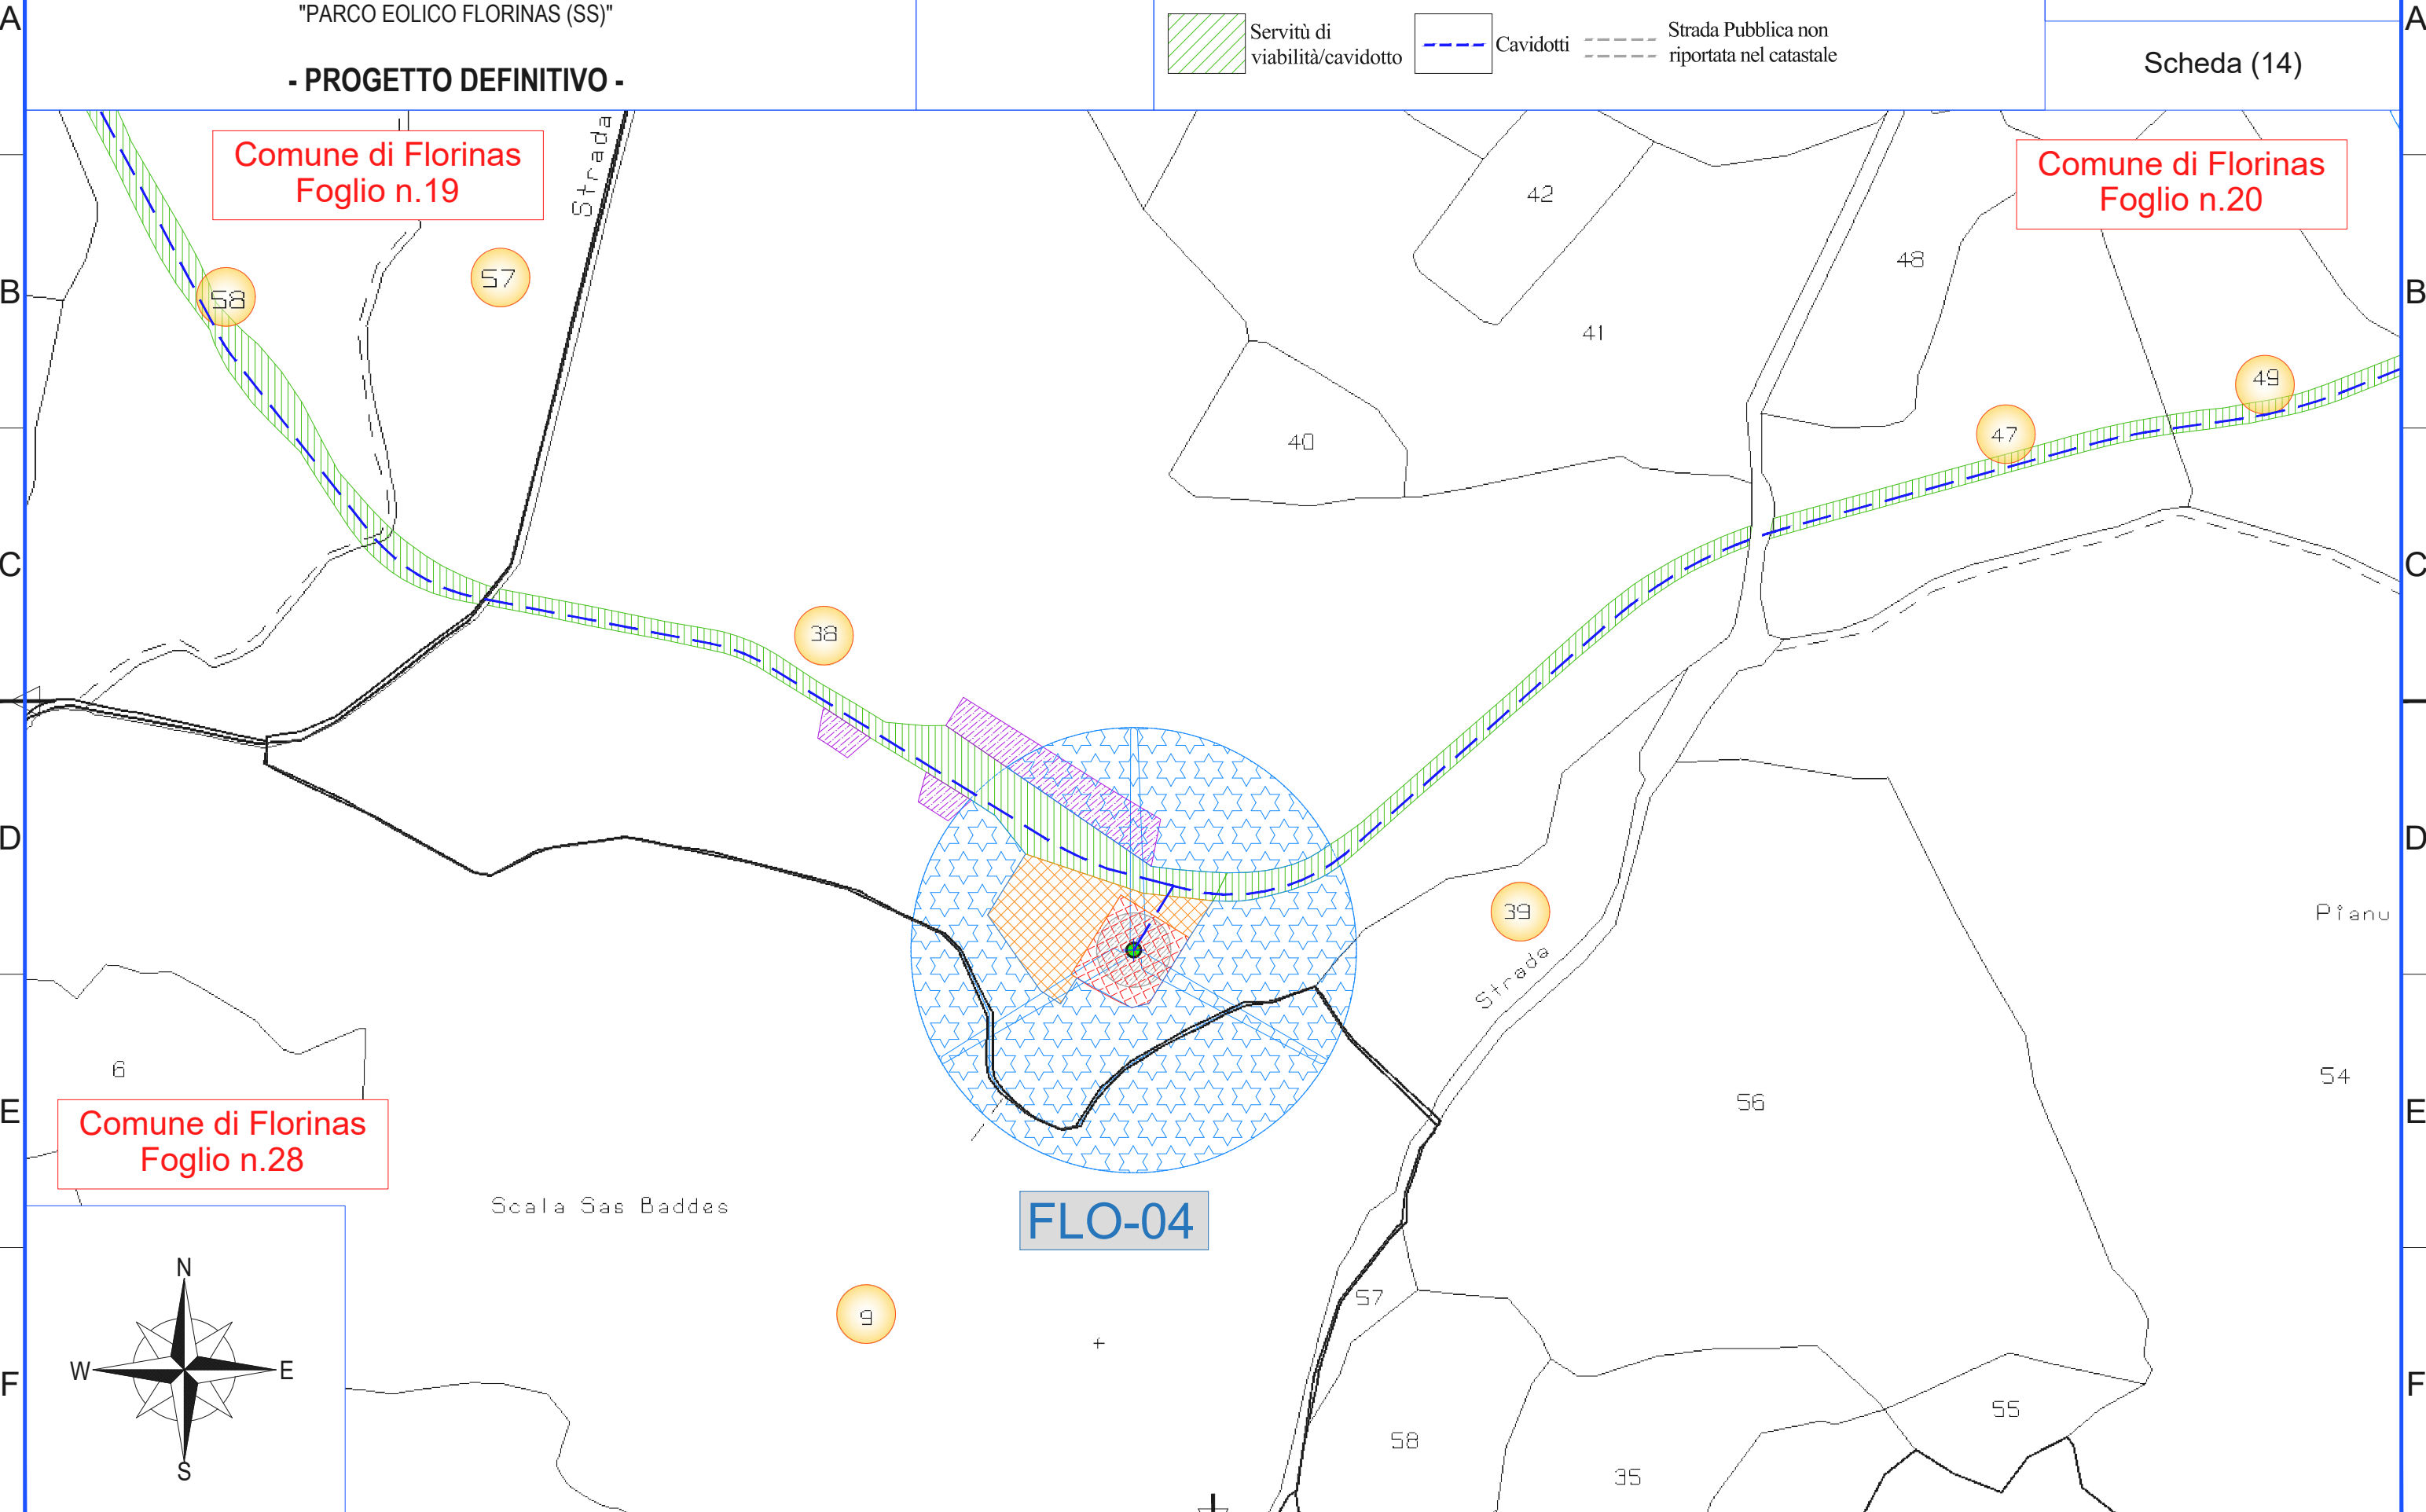 A
"PARCO EOLICO FLORINAS (SS)"
- PROGETTO DEFINITIVO -
Servitù di
viabilità/cavidotto
Cavidotti
Strada Pubblica non
riportata nel catastale
Scheda (14)
A
Comune di Florinas
Foglio n.19
Strada
42
Comune di Florinas
Foglio n.20
48
B
58
57
41
B
49
40
47
C
C
38
D
D
39
Pianu
Strada
6
54
E
56
E
Comune di Florinas
Foglio n.28
Scala Sas Baddes
FLO-04
N
57
9
W
E
F
F
55
58
S
35